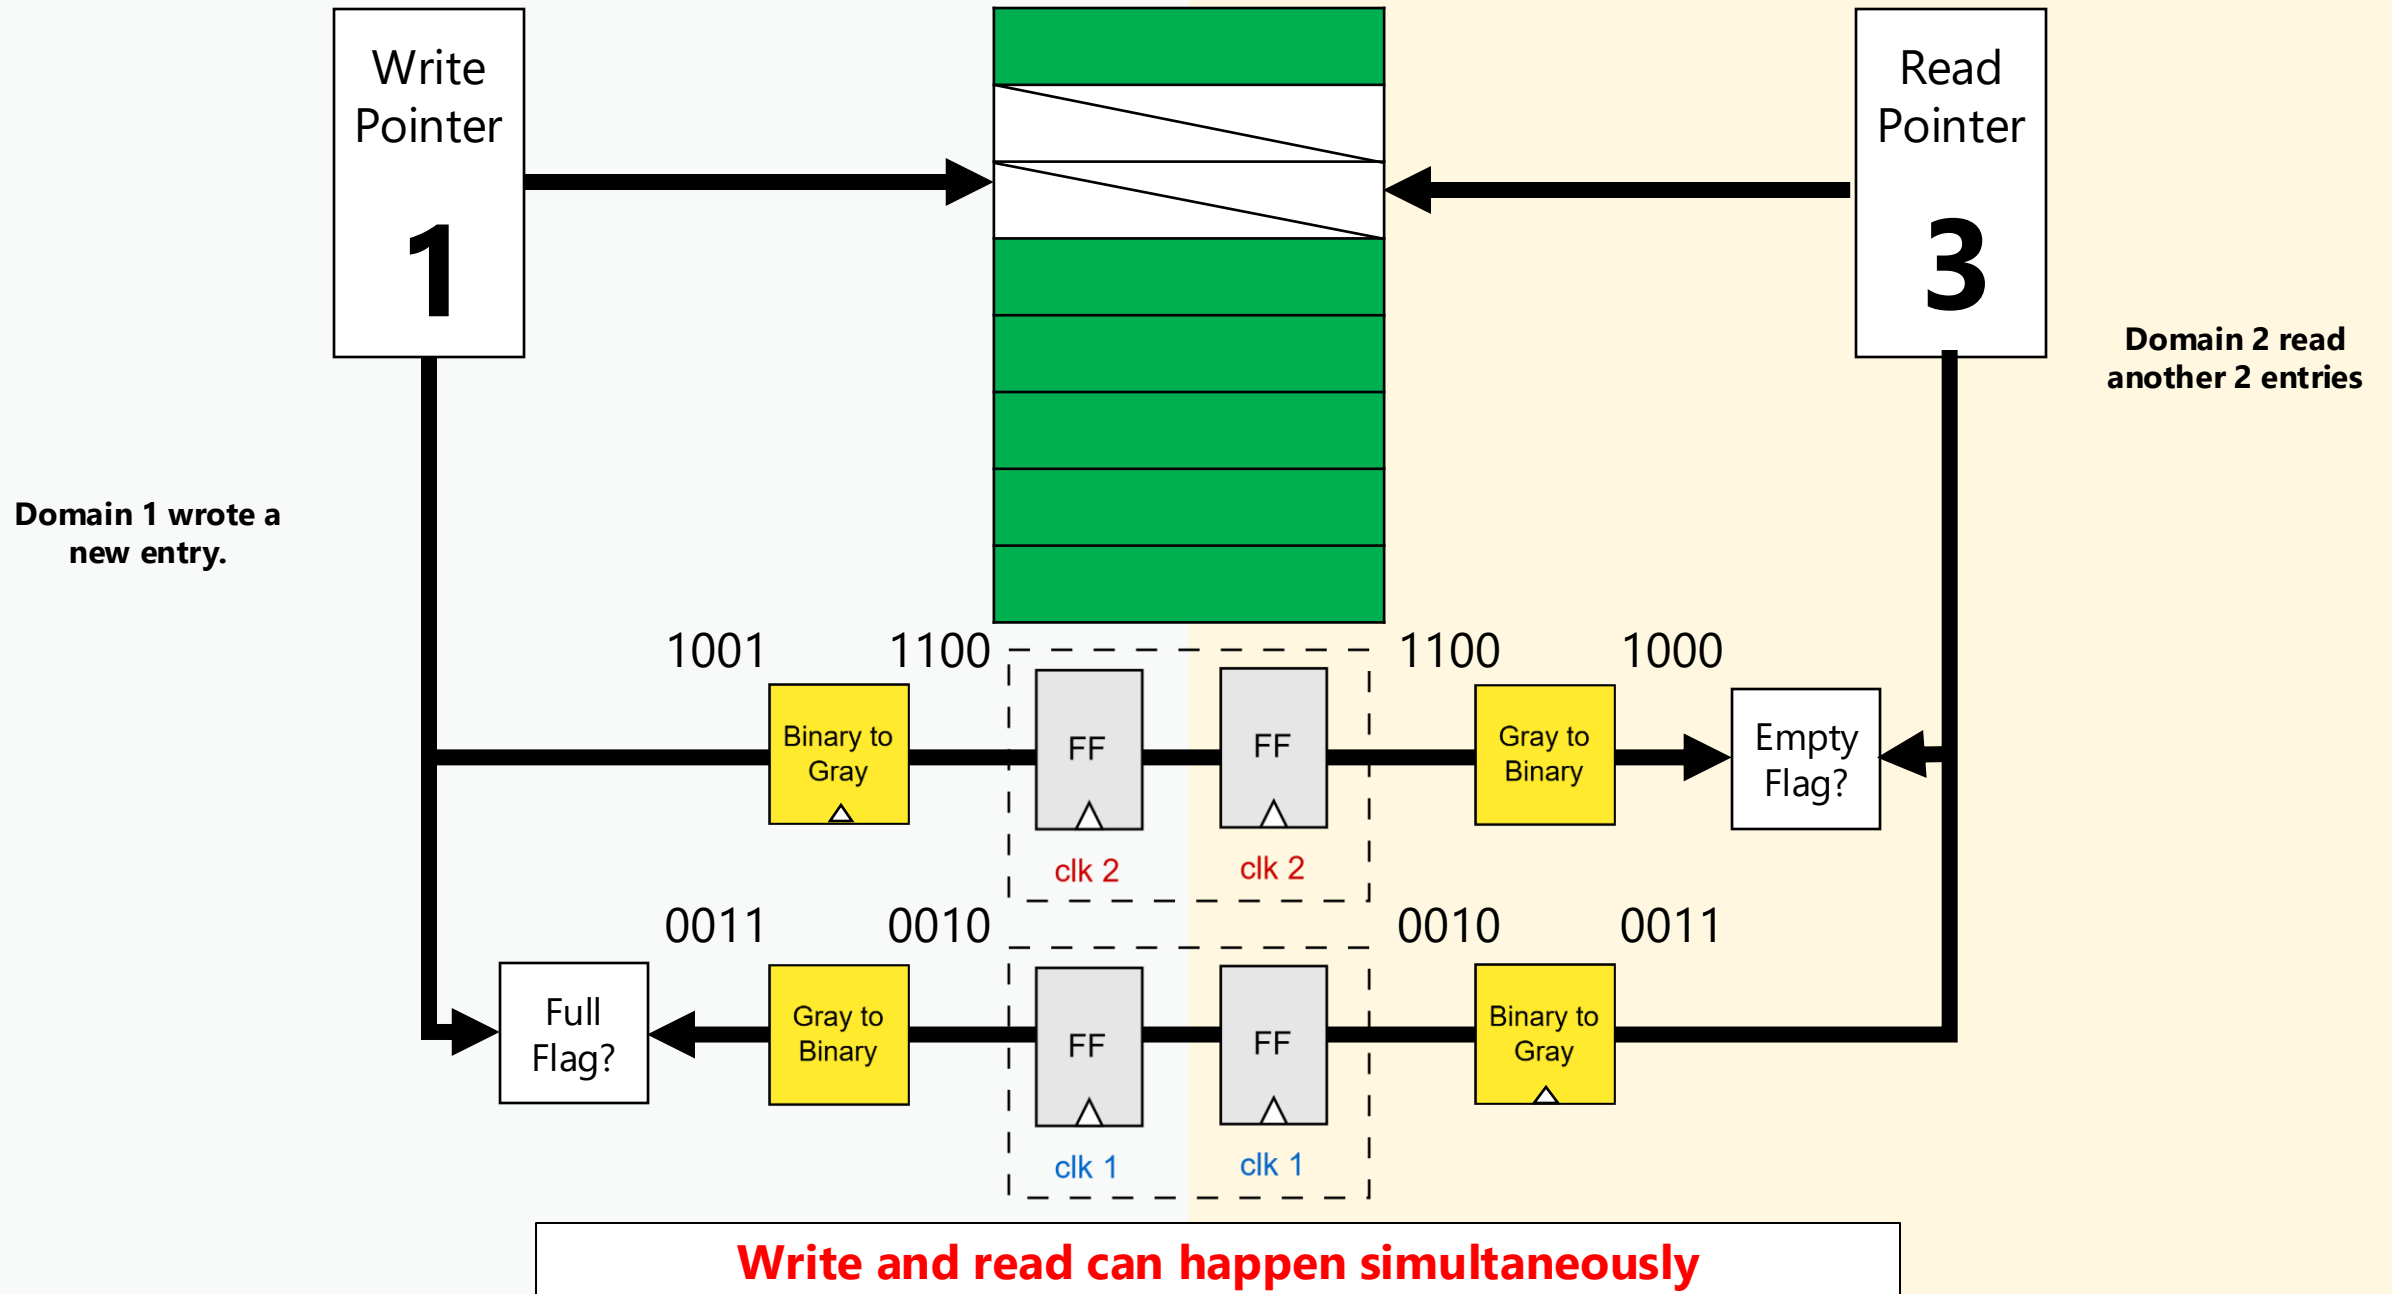 Write
Pointer
1
Read
Pointer
3
Domain 2 read
another 2 entries
Domain 1 wrote a
new entry.
1001
1100
1100
1000
Binary to
Gray
FF
FF
Gray to
Binary
Empty
Flag?
clk 2
clk 2
0011
0010
0010
0011
Full
Flag?
Gray to
Binary
FF
FF
Binary to
Gray
clk 1
clk 1
Write and read can happen simultaneously